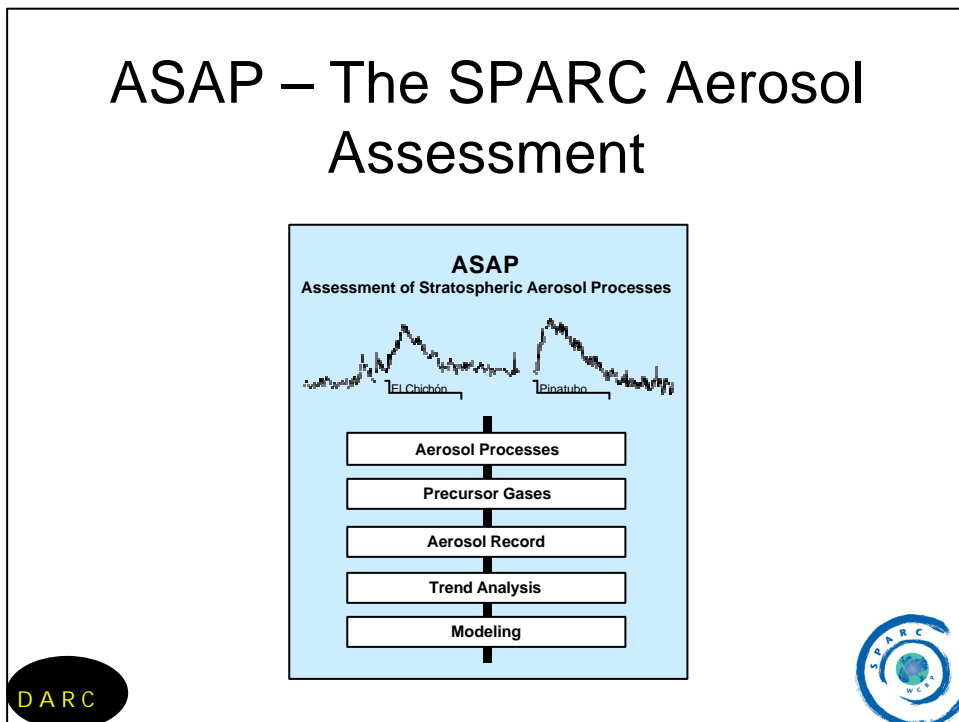 ASAP – The SPARC Aerosol
Assessment
ASAP
Assessment of Stratospheric Aerosol Processes
El Chichón
Pinatubo
Aerosol Processes
Precursor Gases
Aerosol Record
Trend Analysis
Modeling
DARC
SPARC
WCRP